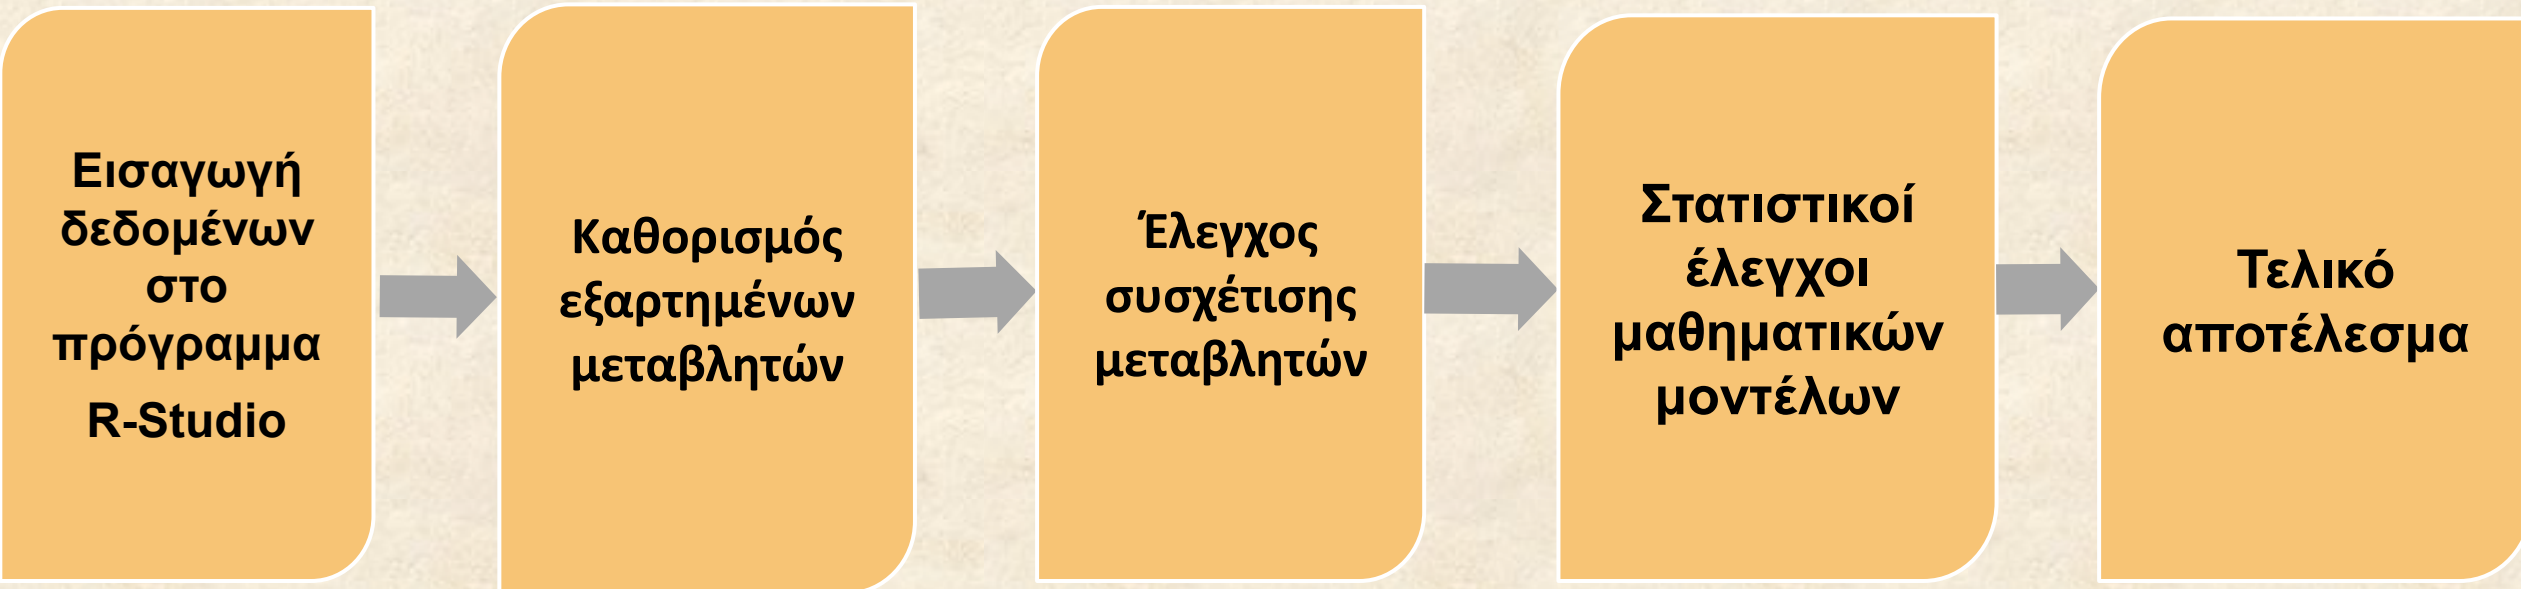 Εισαγωγή
δεδομένων
στο
πρόγραμμα
R-Studio
Καθορισμός
εξαρτημένων
μεταβλητών
Έλεγχος
συσχέτισης
μεταβλητών
Στατιστικοί
έλεγχοι
μαθηματικών
μοντέλων
Τελικό
αποτέλεσμα